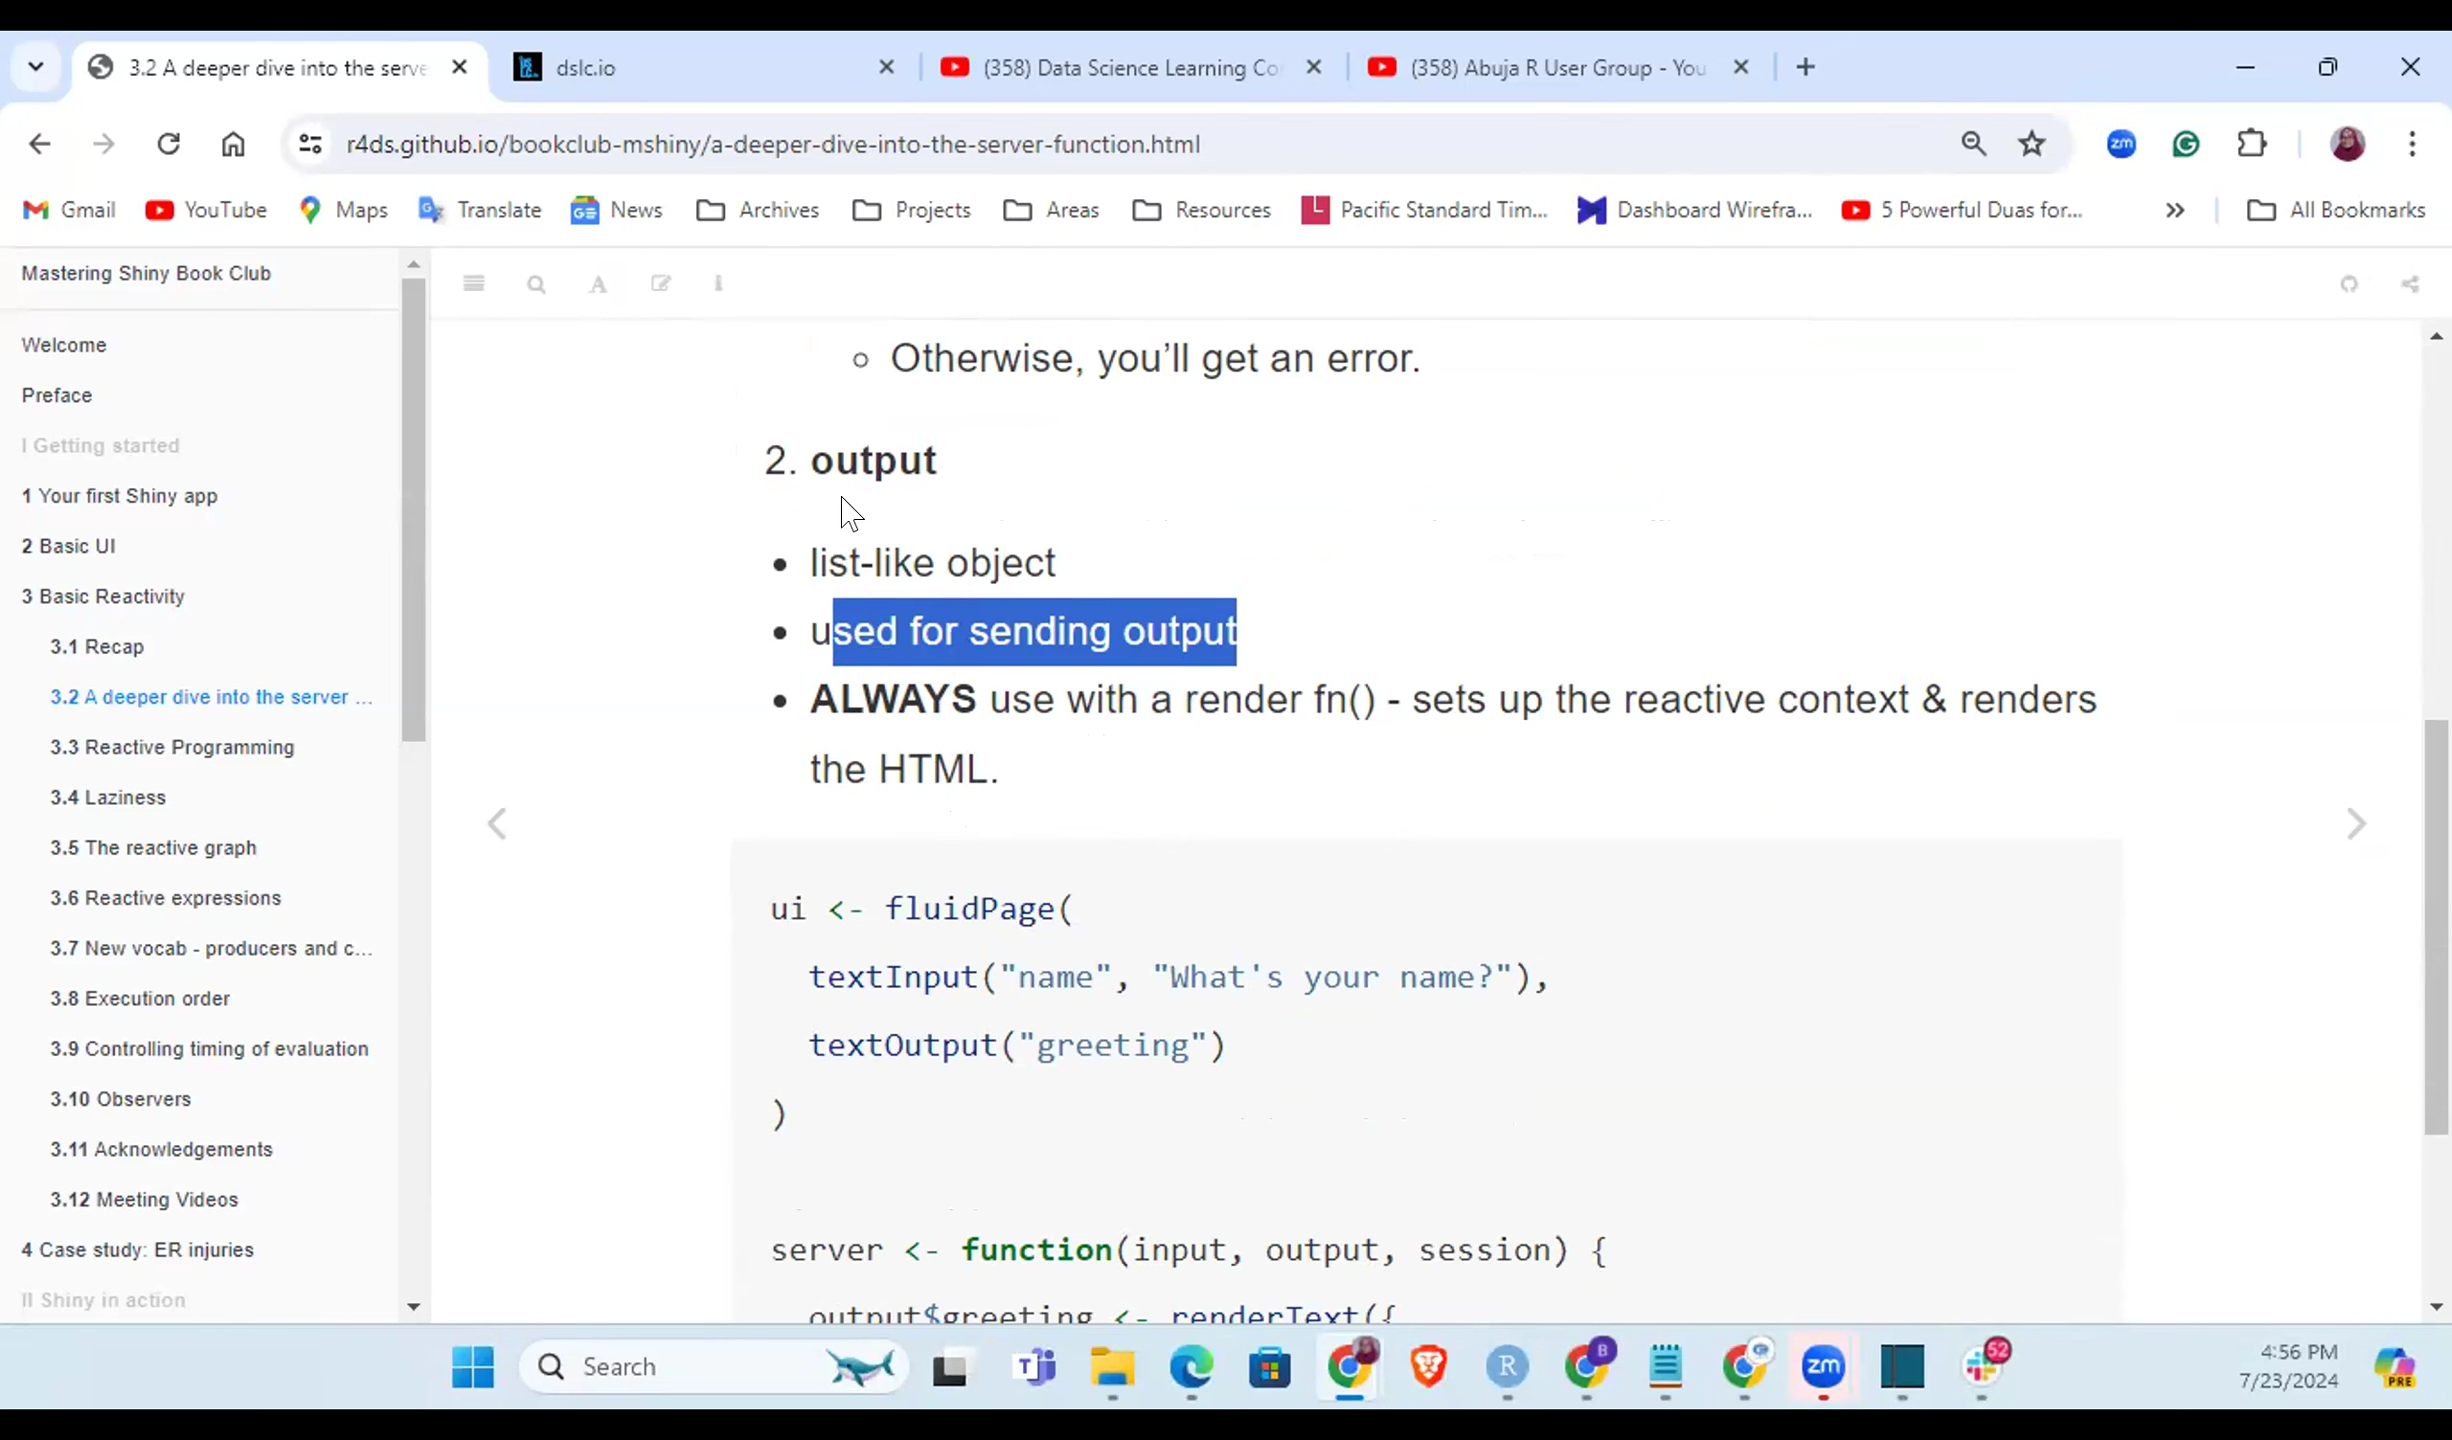 3.2 A deeper dive into the serve
dslc.io
(358) Data Science Learning Co
(358) Abuja R User Group - You
r4ds.github.io/bookclub-mshiny/a-deeper-dive-into-the-server-function.html
zm
Gmail
YouTube
Maps
Translate
News
Archives
Projects
Areas
Resources
Pacific Standard Tim...
Dashboard Wirefra...
5 Powerful Duas for...
»
All Bookmarks
Mastering Shiny Book Club
Welcome
Preface
I Getting started
1 Your first Shiny app
2 Basic UI
3 Basic Reactivity
3.1 Recap
3.2 A deeper dive into the server ...
3.3 Reactive Programming
3.4 Laziness
3.5 The reactive graph
3.6 Reactive expressions
3.7 New vocab - producers and c...
3.8 Execution order
3.9 Controlling timing of evaluation
3.10 Observers
3.11 Acknowledgements
3.12 Meeting Videos
4 Case study: ER injuries
II Shiny in action
Otherwise, you’ll get an error.
2. output
list-like object
used for sending output
ALWAYS use with a render fn() - sets up the reactive context & renders
the HTML.
ui <- fluidPage(
textInput("name", "What's your name?"),
textOutput("greeting")
)
server <- function(input, output, session) {
output$greeting <- renderText({
Search
R
B
zm
52
4:56 PM
7/23/2024
PRE